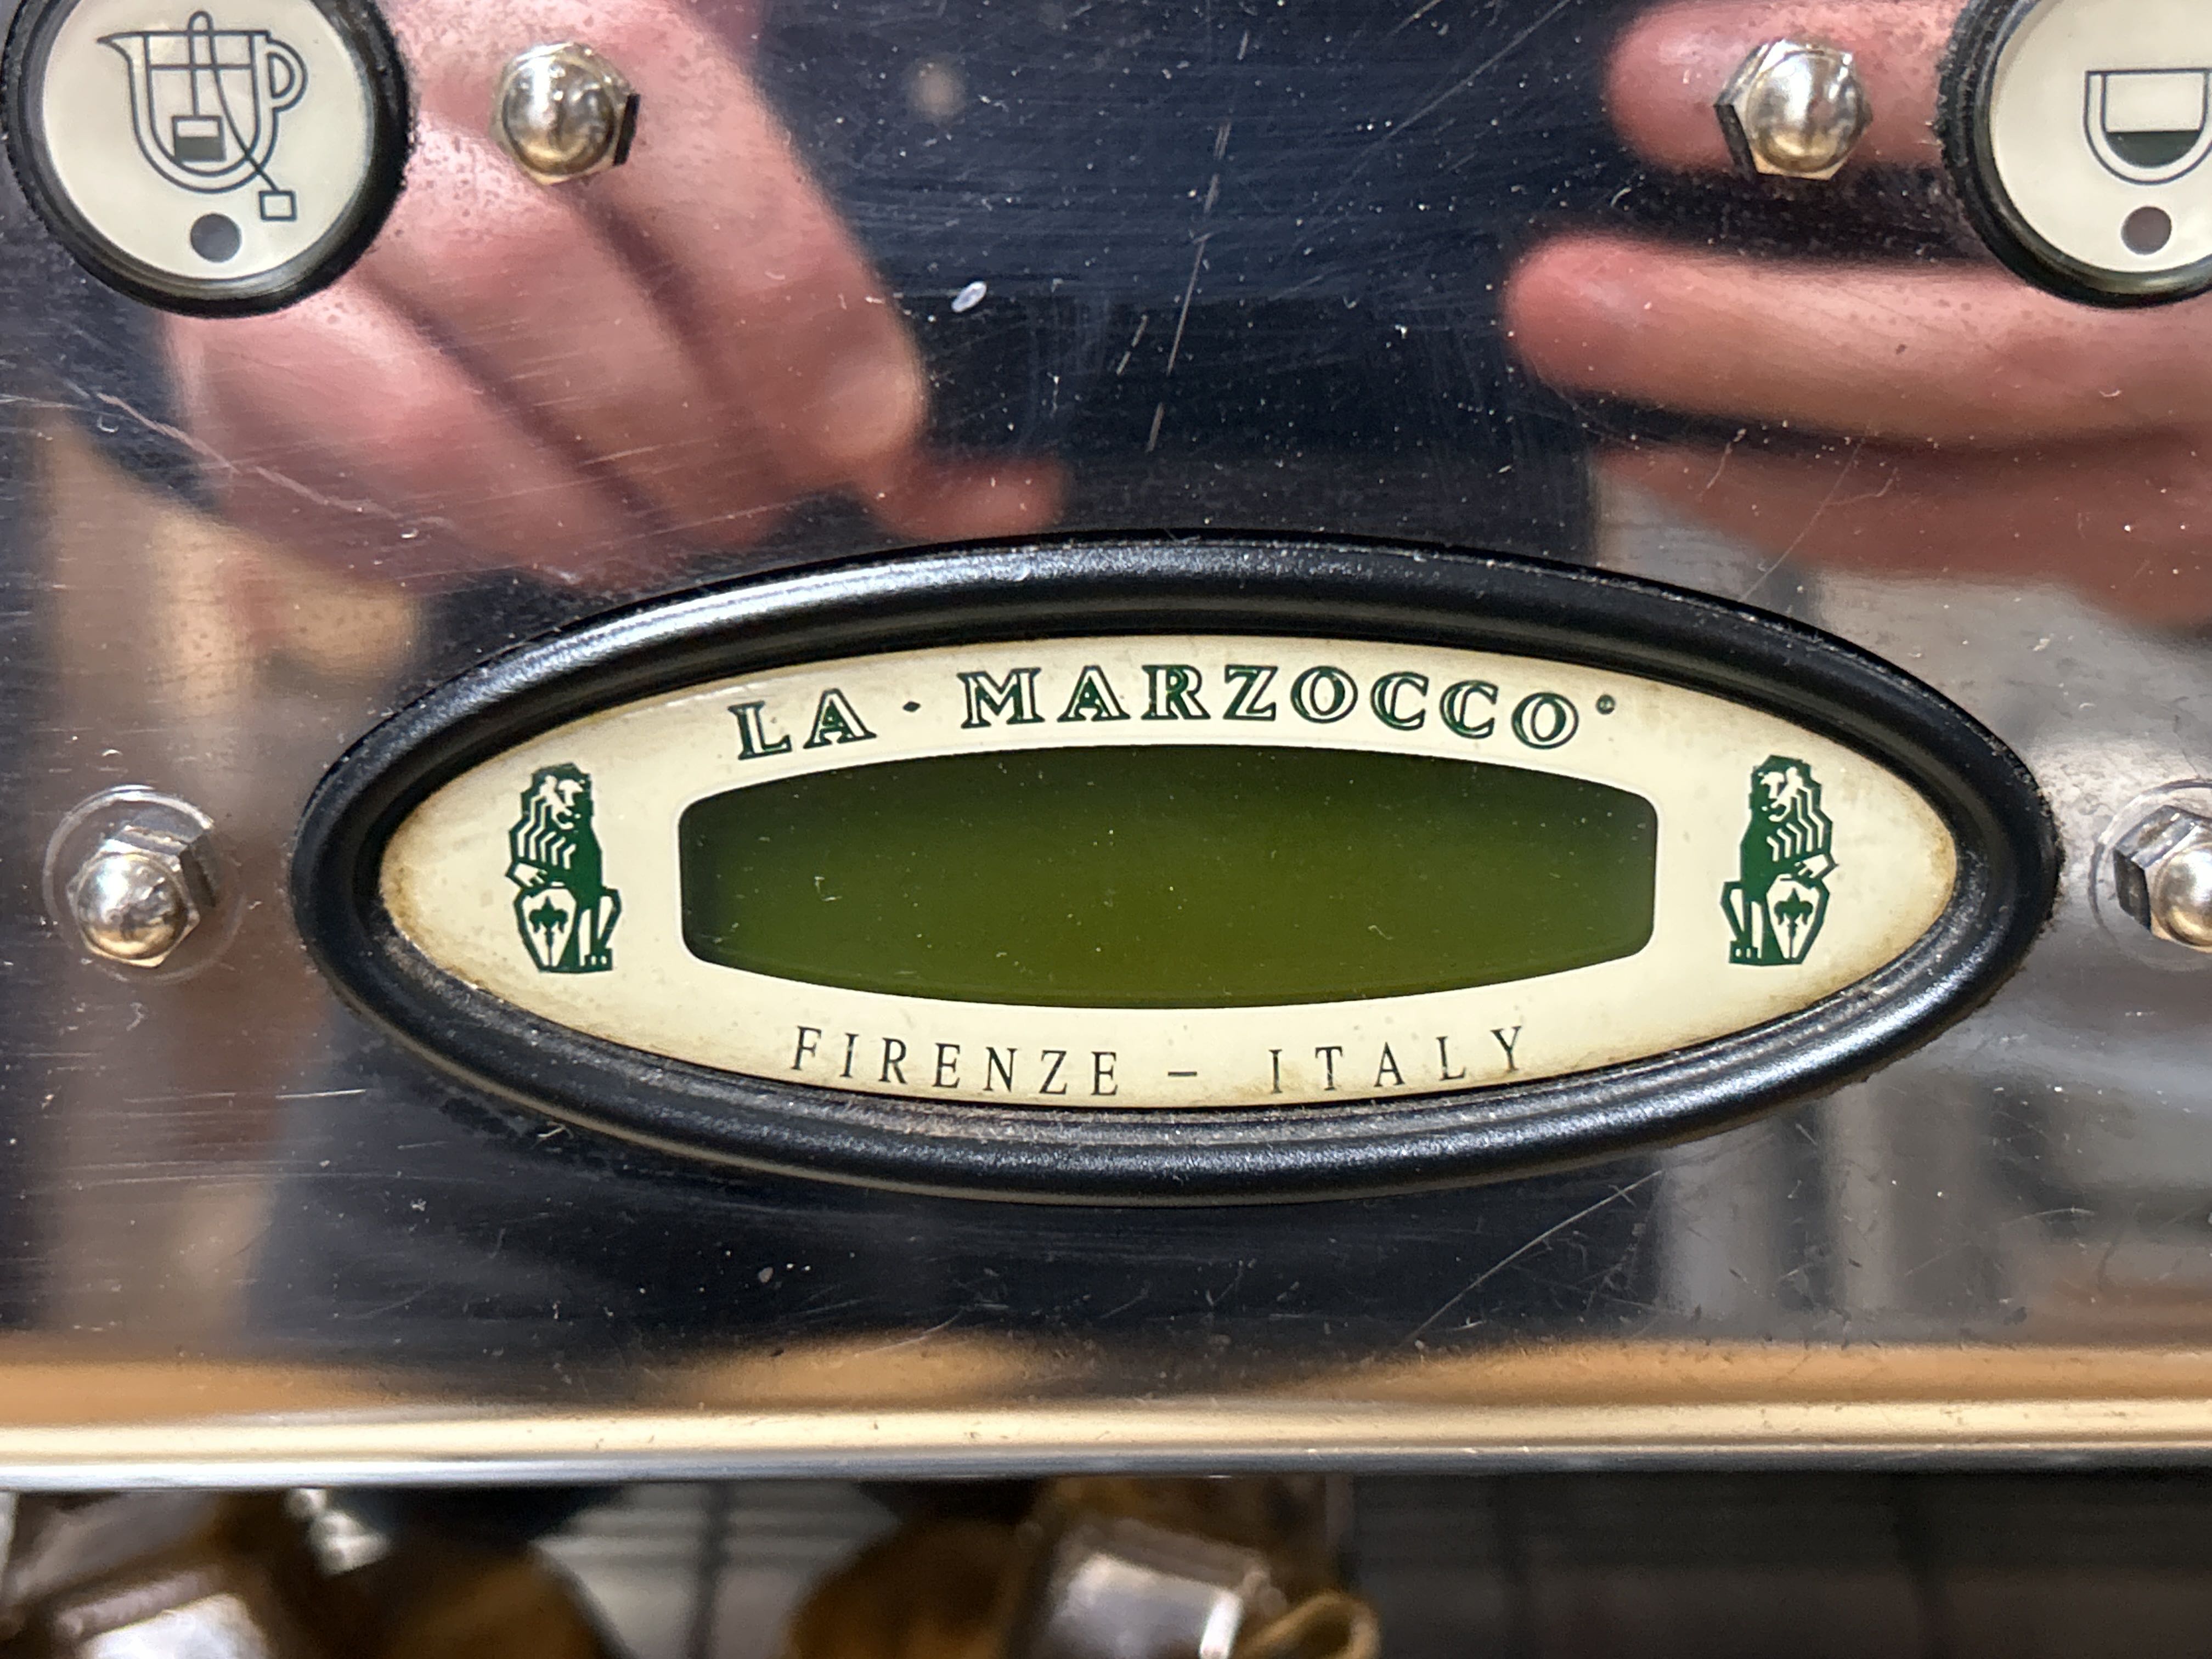 LA · MARZOCCO®
FIRENZE – ITALY